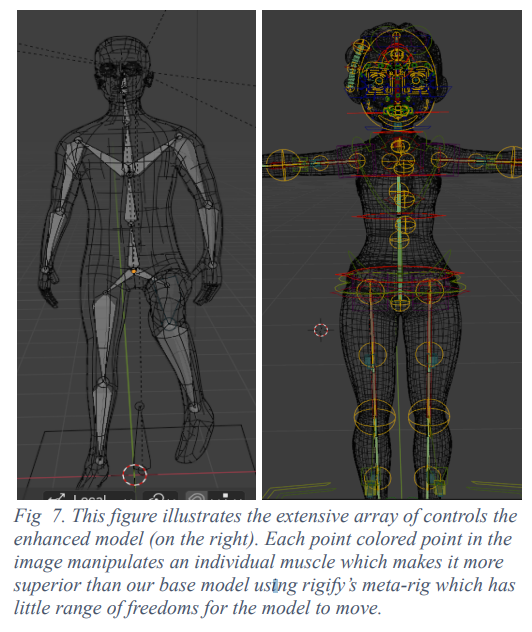 Local
Fig 7. This figure illustrates the extensive array of controls the
enhanced model (on the right). Each point colored point in the
image manipulates an individual muscle which makes it more
superior than our base model using rigify's meta-rig which has
little range of freedoms for the model to move.